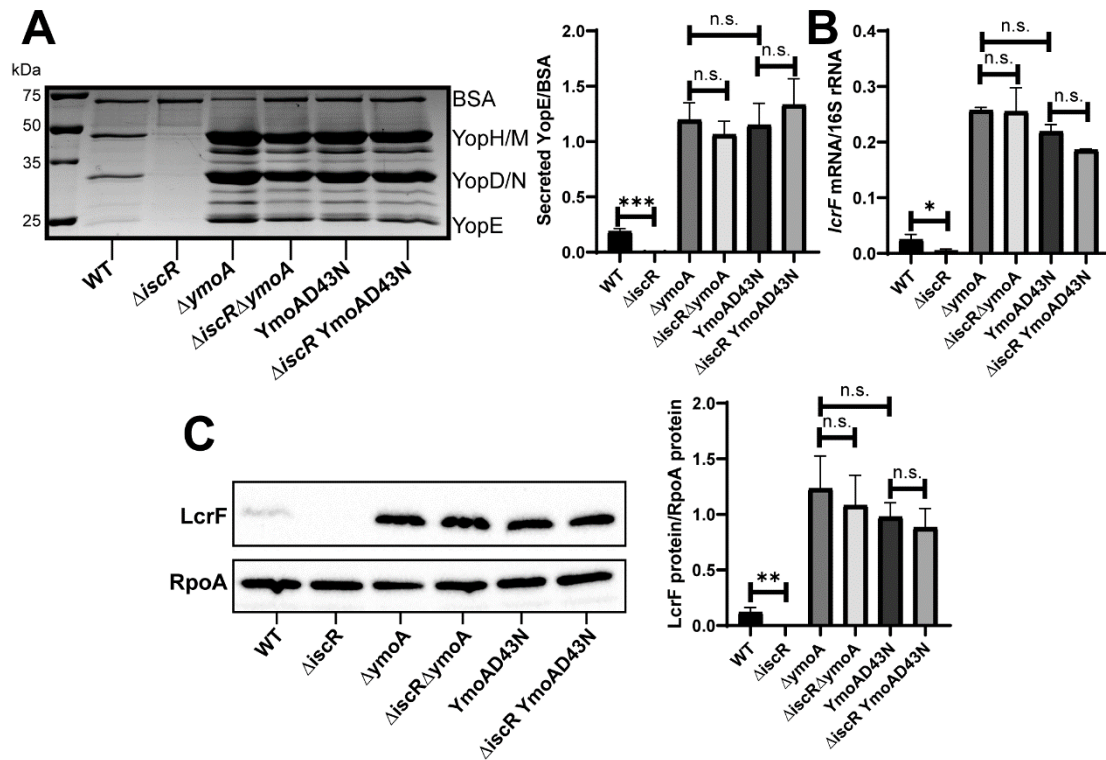 A
kDa
75
50
35
25
BSA
YopH/M
YopD/N
YopE
WT
ΔiscR
ΔymoA
ΔiscRΔymoA
YmoAD43N
ΔiscR YmoAD43N
Secreted YopE/BSA
2.0
1.5
1.0
0.5
0.0
***
n.s.
n.s.
n.s.
WT
ΔiscR
ΔymoA
ΔiscRΔymoA
YmoAD43N
ΔiscR YmoAD43N
B
lcrF mRNA/16S rRNA
0.4
0.3
0.2
0.1
0.0
*
n.s.
n.s.
n.s.
WT
ΔiscR
ΔymoA
ΔiscRΔymoA
YmoAD43N
ΔiscR YmoAD43N
C
LcrF
RpoA
WT
ΔiscR
ΔymoA
ΔiscRΔymoA
YmoAD43N
ΔiscR YmoAD43N
LcrF protein/RpoA protein
2.0
1.5
1.0
0.5
0.0
**
n.s.
n.s.
n.s.
WT
ΔiscR
ΔymoA
ΔiscRΔymoA
YmoAD43N
ΔiscR YmoAD43N